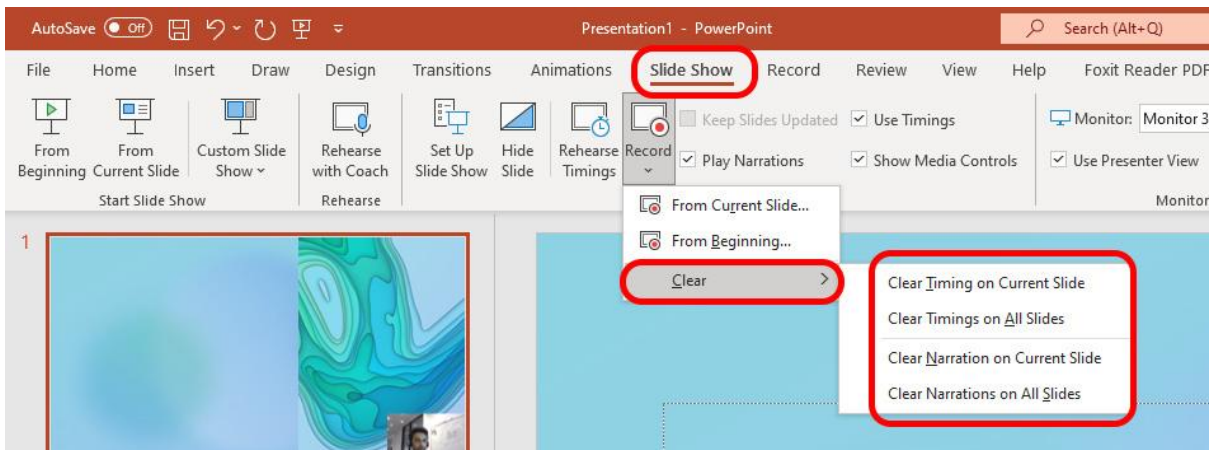 AutoSave Off Presentation1 - PowerPoint Search (Alt+Q)
File Home Insert Draw Design Transitions Animations Slide Show Record Review View Help Foxit Reader PDF
From Beginning
From Current Slide
Custom Slide Show
Rehearse with Coach
Set Up Slide Show
Hide Slide
Rehearse Timings
Record
Keep Slides Updated
Play Narrations
Use Timings
Show Media Controls
Monitor: Monitor 3
Use Presenter View
Start Slide Show Rehearse Monitor
From Current Slide...
From Beginning...
Clear
Clear Timing on Current Slide
Clear Timings on All Slides
Clear Narration on Current Slide
Clear Narrations on All Slides
1